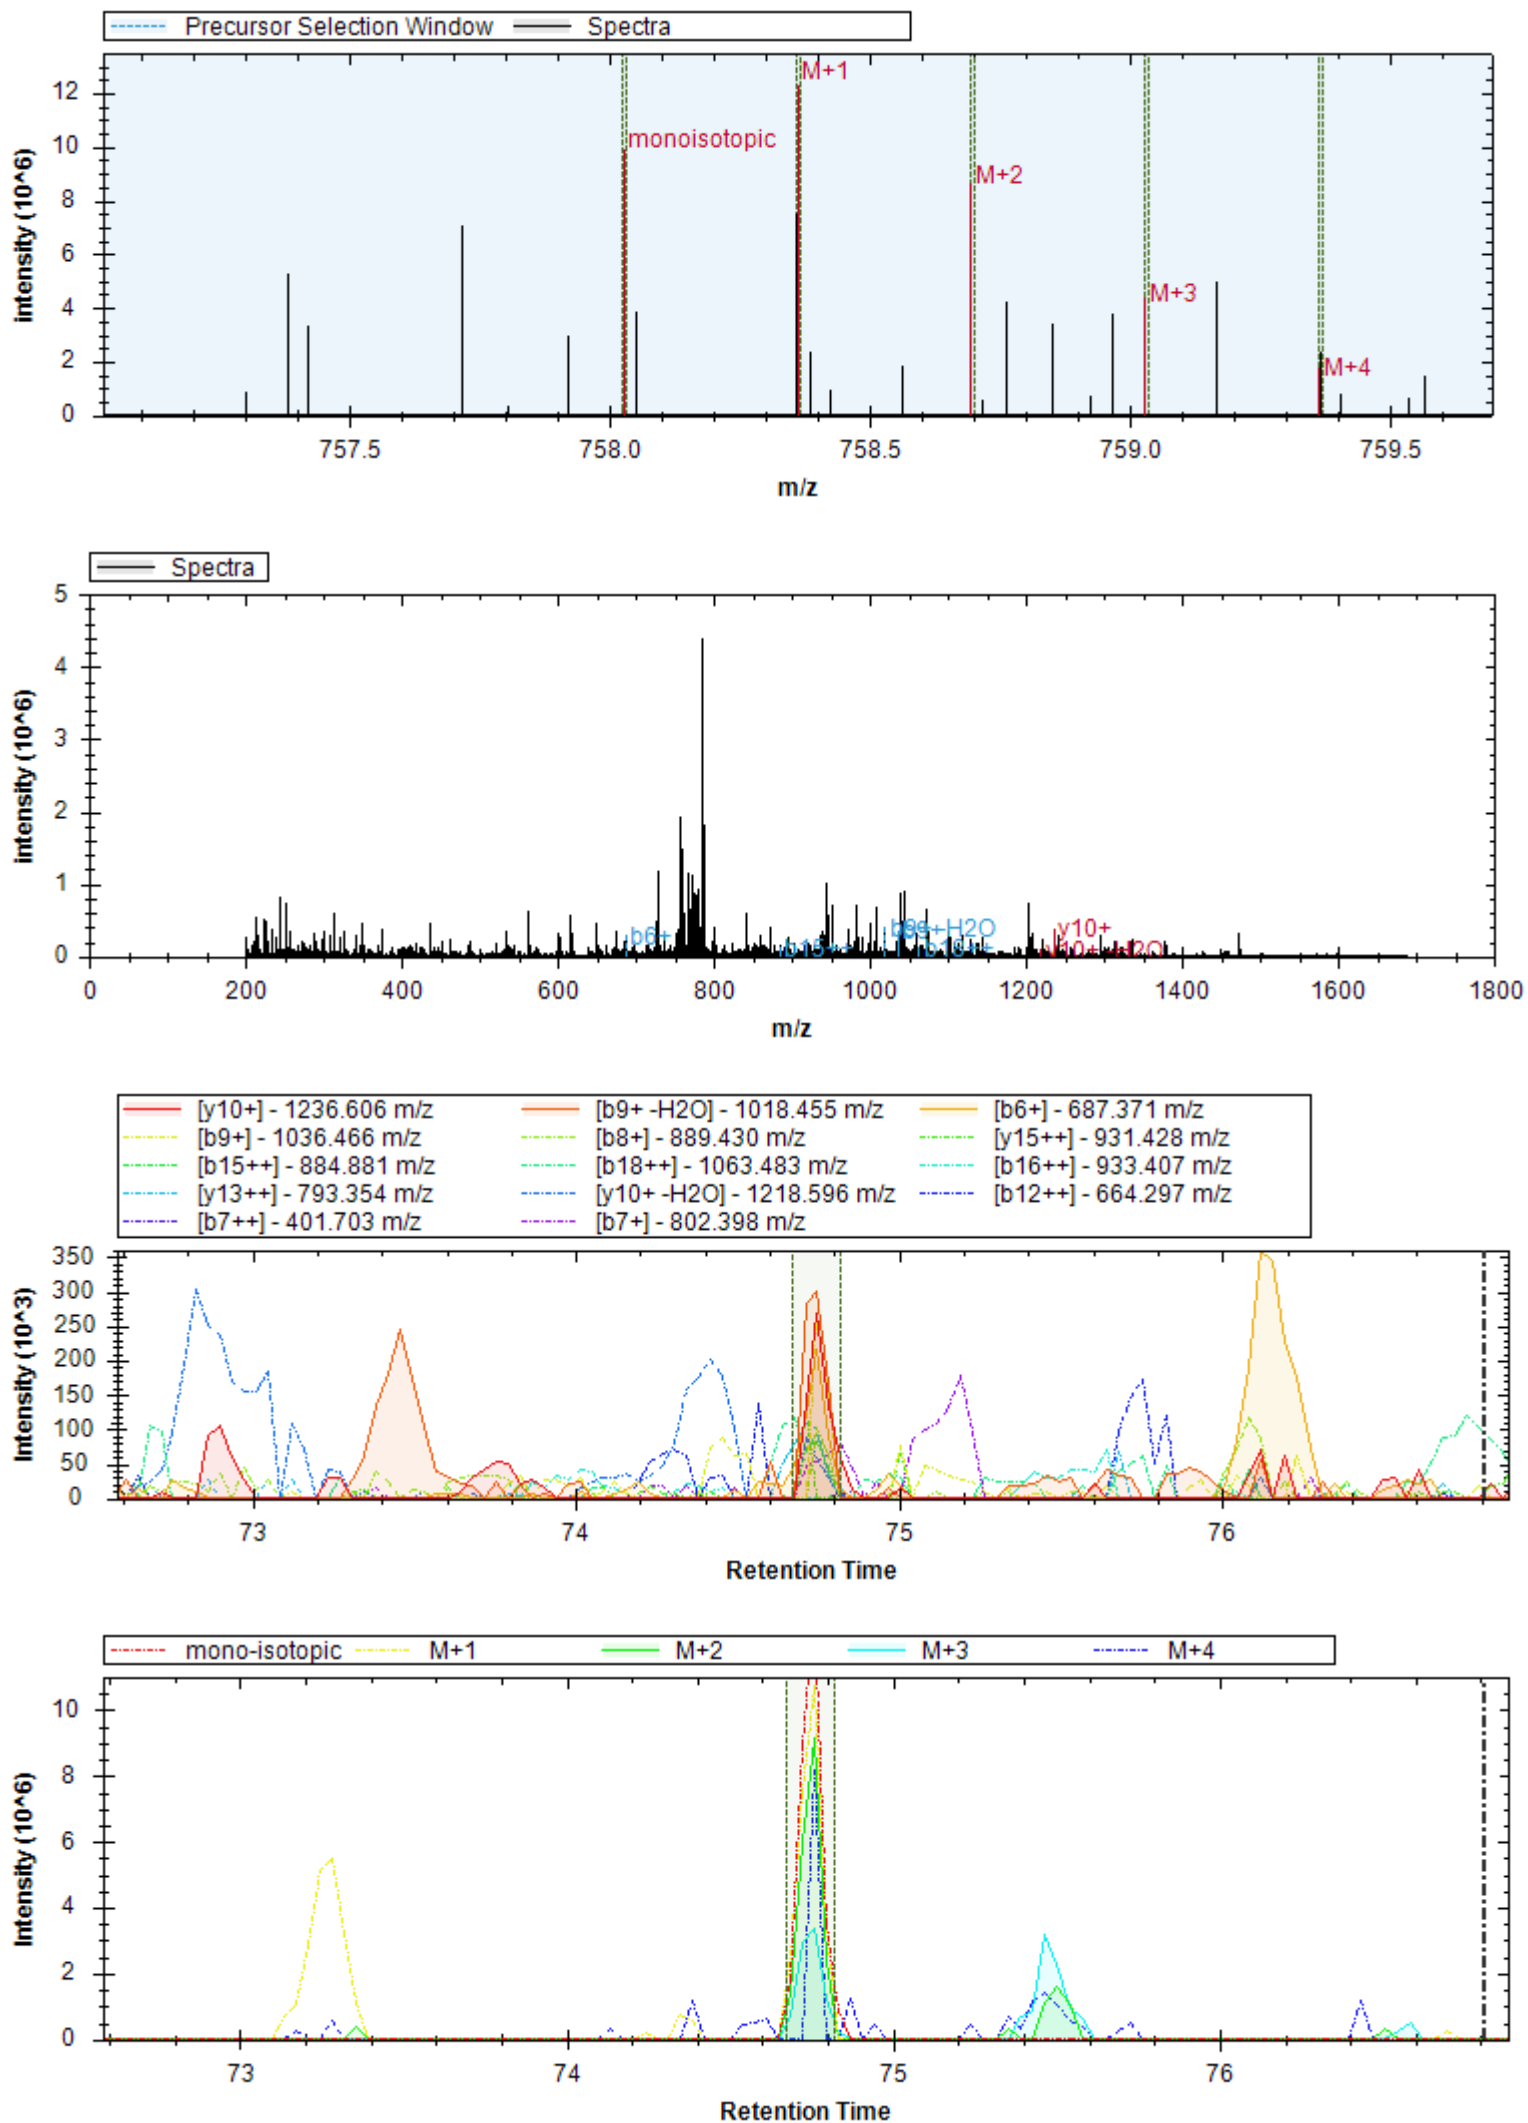 Precursor Selection Window Spectra
M+1
12
monoisotopic
10
M+2
8
6
M+3
4
2
M+4
0
intensity (10^6)
757.5 758.0 758.5 759.0 759.5
m/z
Spectra
5
4
3
2
1
0
intensity (10^6)
b6+
b15++
b18++
y10+
0 200 400 600 800 1000 1200 1400 1600 1800
m/z
[y10+] - 1236.606 m/z [b9+ -H2O] - 1018.455 m/z [b6+] - 687.371 m/z
[b9+] - 1036.466 m/z [b8+] - 889.430 m/z [y15++] - 931.428 m/z
[b15++] - 884.881 m/z [b18++] - 1063.483 m/z [b16++] - 933.407 m/z
[y13++] - 793.354 m/z [y10+ -H2O] - 1218.596 m/z [b12++] - 664.297 m/z
[b7++] - 401.703 m/z [b7+] - 802.398 m/z
350
300
250
200
150
100
50
0
Intensity (10^3)
73 74 75 76
Retention Time
mono-isotopic M+1 M+2 M+3 M+4
10
8
6
4
2
0
Intensity (10^6)
73 74 75 76
Retention Time